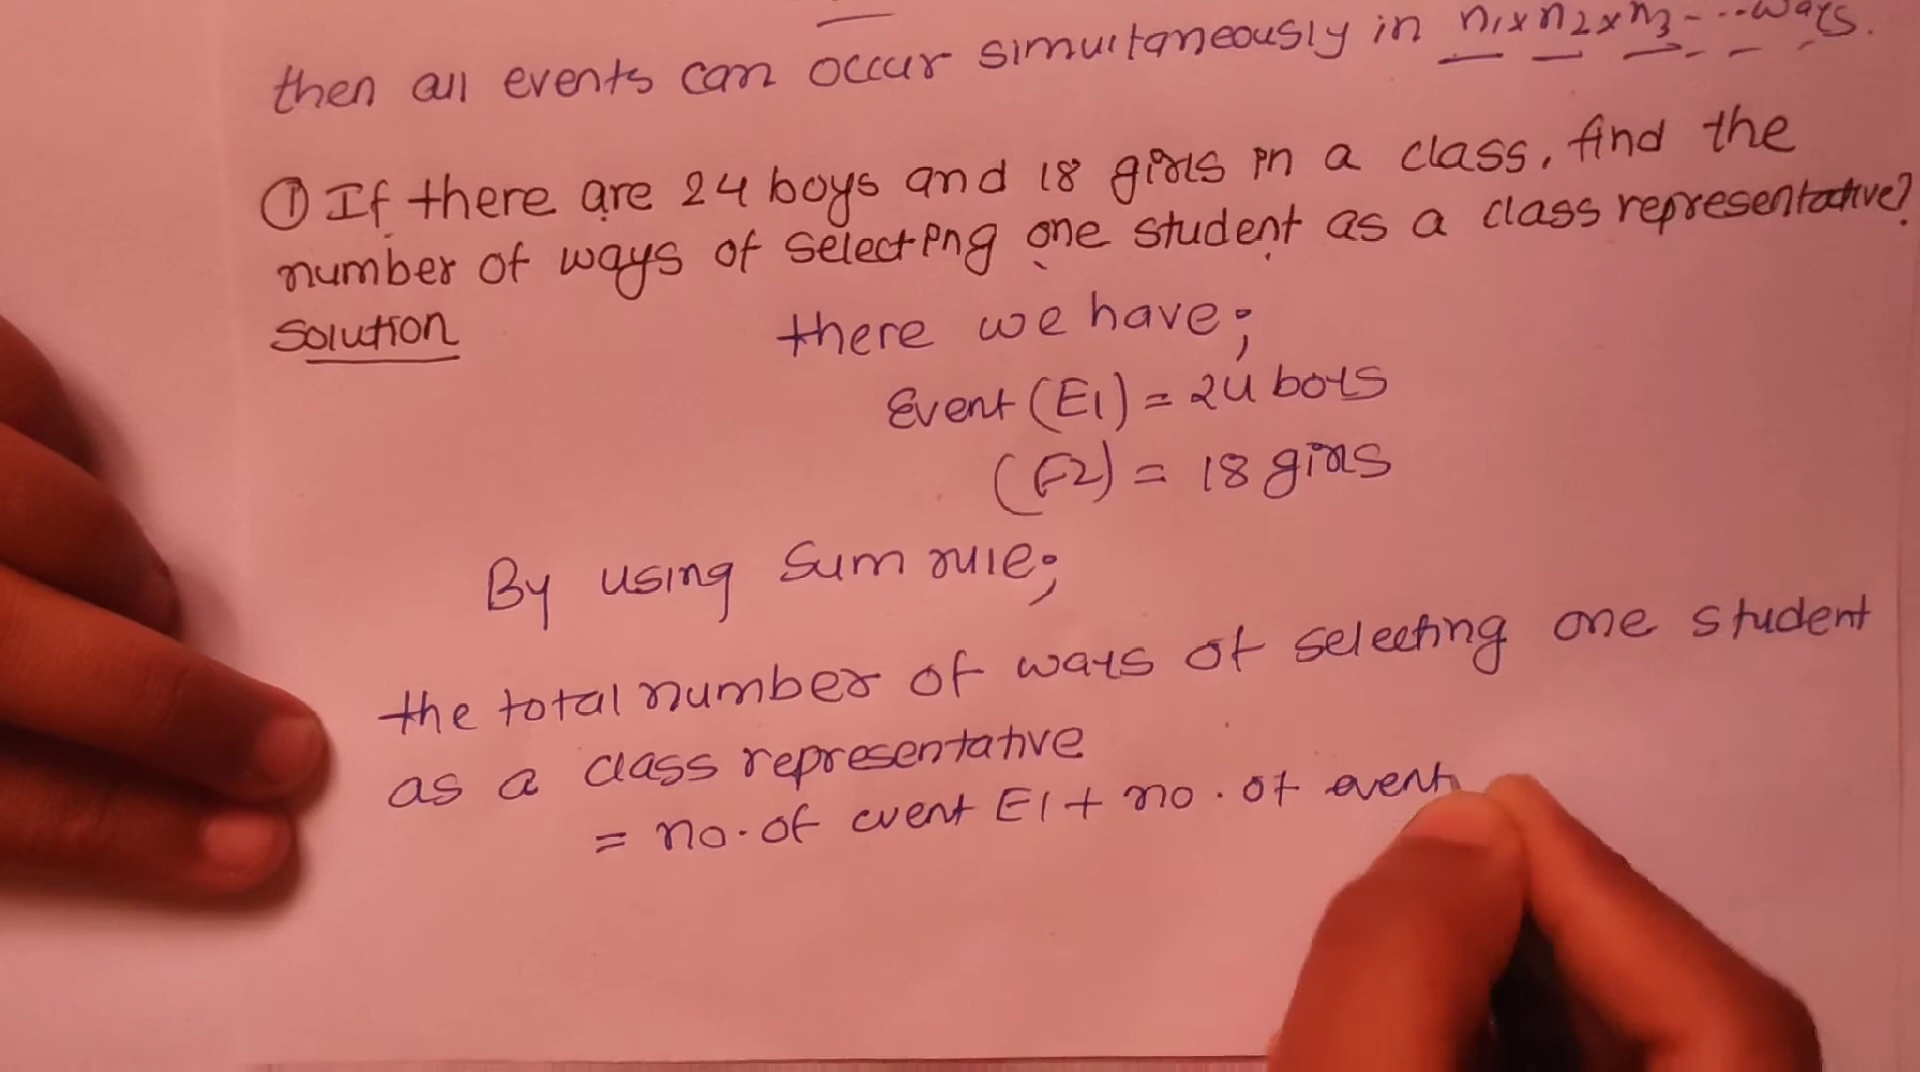 then all events can occur simultaneously in n1 x n2 x n3 - - -- ways.
① If there are 24 boys and 18 girls in a class, find the
number of ways of selecting one student as a class representative?
Solution
there we have;
Event (E1) = 24 boys
(E2) = 18 girls
By using Sum rule;
the total number of ways of selecting one student
as a class representative
= no. of event E1 + no. of event